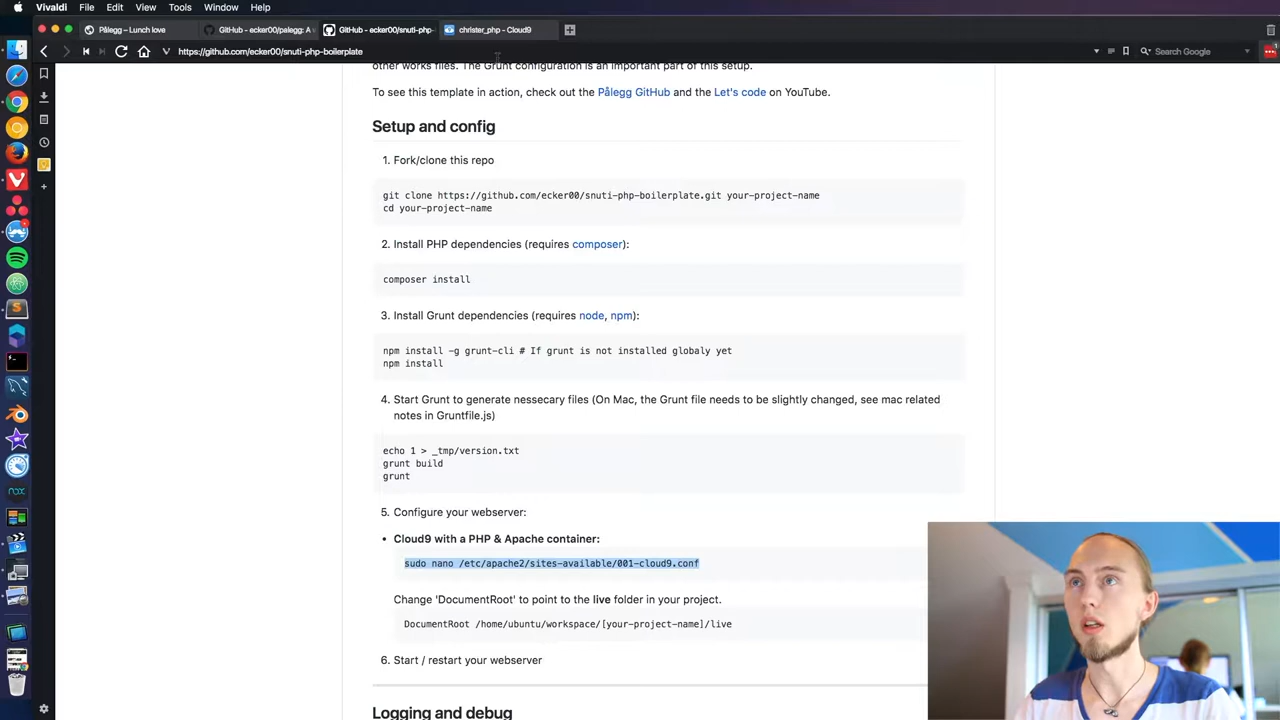 Vivaldi File Edit View Tools Window Help
Pålegg – Lunch love
GitHub - ecker00/palegg: A v
GitHub - ecker00/snuti-php-
christer_php - Cloud9
https://github.com/ecker00/snuti-php-boilerplate
Search Google
other works files. The Grunt configuration is an important part of this setup.
To see this template in action, check out the Pålegg GitHub and the Let's code on YouTube.
Setup and config
1. Fork/clone this repo
git clone https://github.com/ecker00/snuti-php-boilerplate.git your-project-name
cd your-project-name
2. Install PHP dependencies (requires composer):
composer install
3. Install Grunt dependencies (requires node, npm):
npm install -g grunt-cli # If grunt is not installed globaly yet
npm install
4. Start Grunt to generate nessecary files (On Mac, the Grunt file needs to be slightly changed, see mac related
notes in Gruntfile.js)
echo 1 > _tmp/version.txt
grunt build
grunt
5. Configure your webserver:
• Cloud9 with a PHP & Apache container:
sudo nano /etc/apache2/sites-available/001-cloud9.conf
Change 'DocumentRoot' to point to the live folder in your project.
DocumentRoot /home/ubuntu/workspace/[your-project-name]/live
6. Start / restart your webserver
Logging and debug